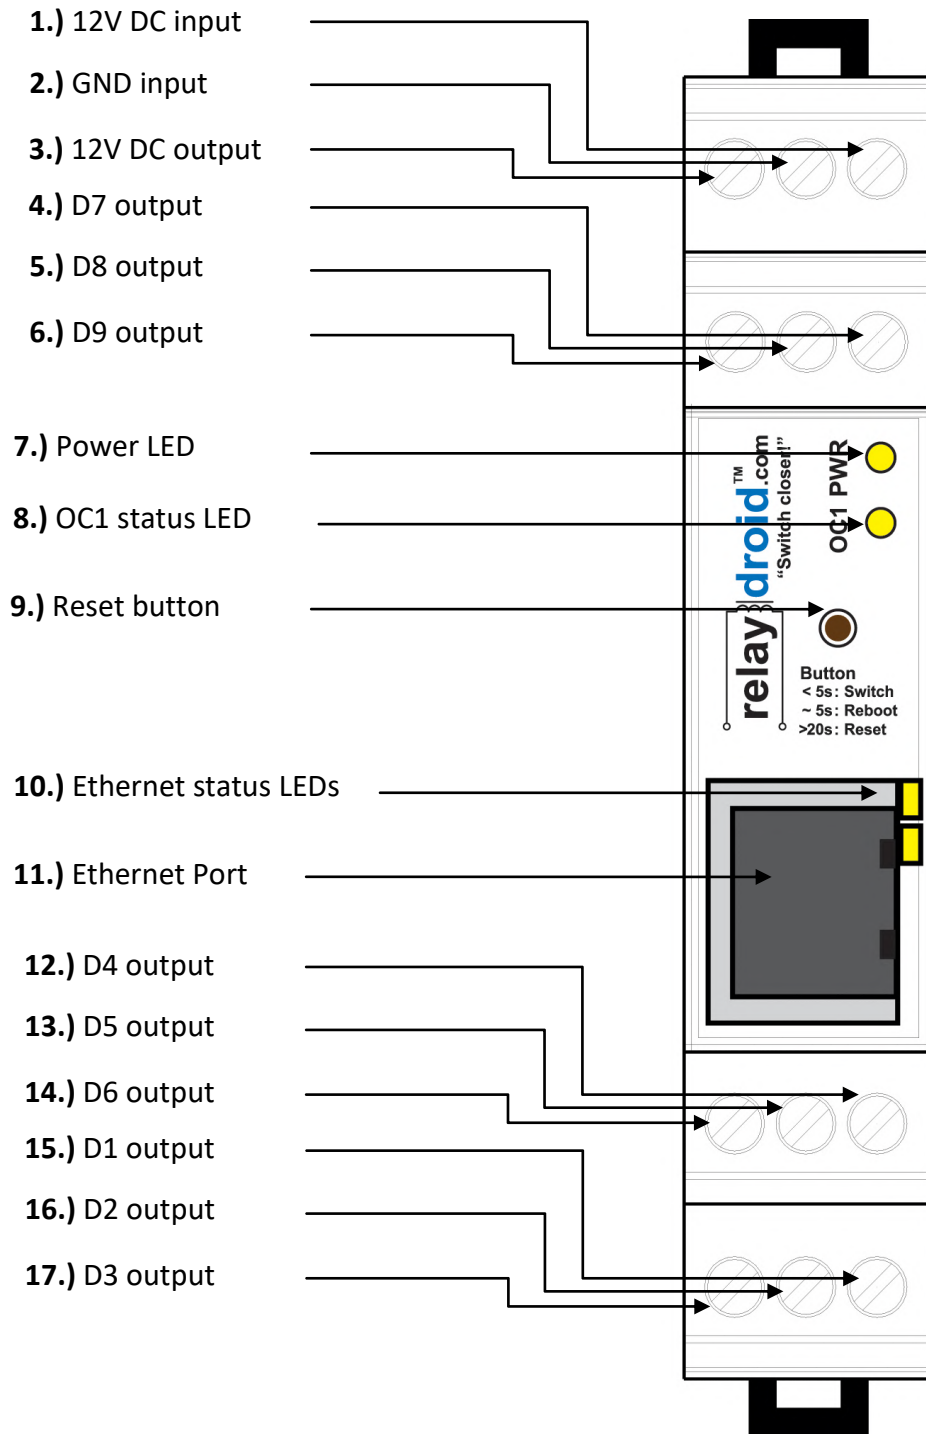 1.) 12V DC input
2.) GND input
3.) 12V DC output
4.) D7 output
5.) D8 output
6.) D9 output
7.) Power LED
8.) OC1 status LED
9.) Reset button
10.) Ethernet status LEDs
11.) Ethernet Port
12.) D4 output
13.) D5 output
14.) D6 output
15.) D1 output
16.) D2 output
17.) D3 output
relaydroid.com™
“Switch closer!”
OC1 PWR
Button
< 5s: Switch
~ 5s: Reboot
>20s: Reset